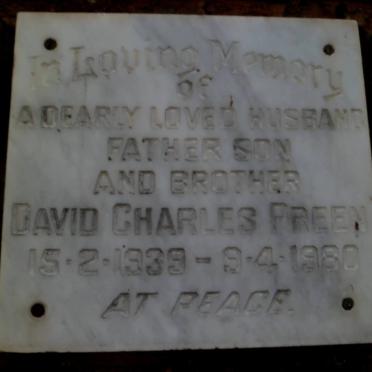 In Loving Memory
of
A DEARLY LOVED HUSBAND
FATHER SON
AND BROTHER
DAVID CHARLES PREEN
15·2·1939 – 9·4·1980
AT PEACE.